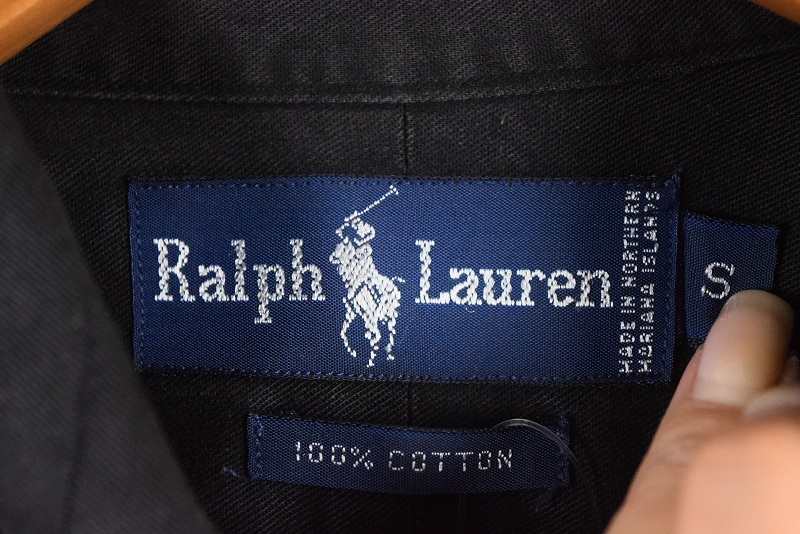 Ralph Lauren
MADE IN NORTHERN
MARIANA ISLANDS
S
100% COTTON